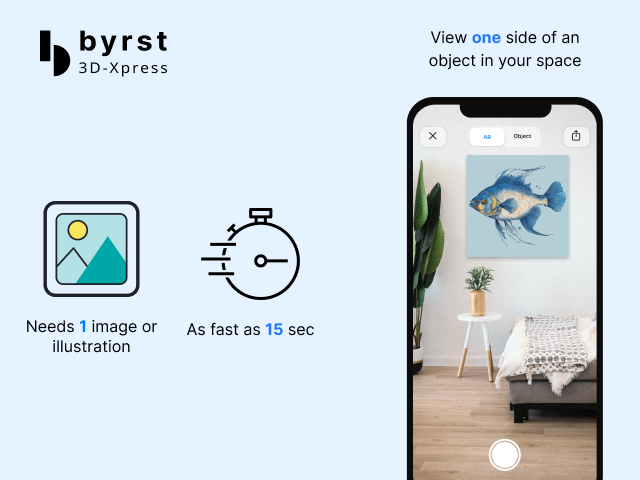 byrst
3D-Xpress
View one side of an
object in your space
AR
Object
Needs 1 image or
illustration
As fast as 15 sec